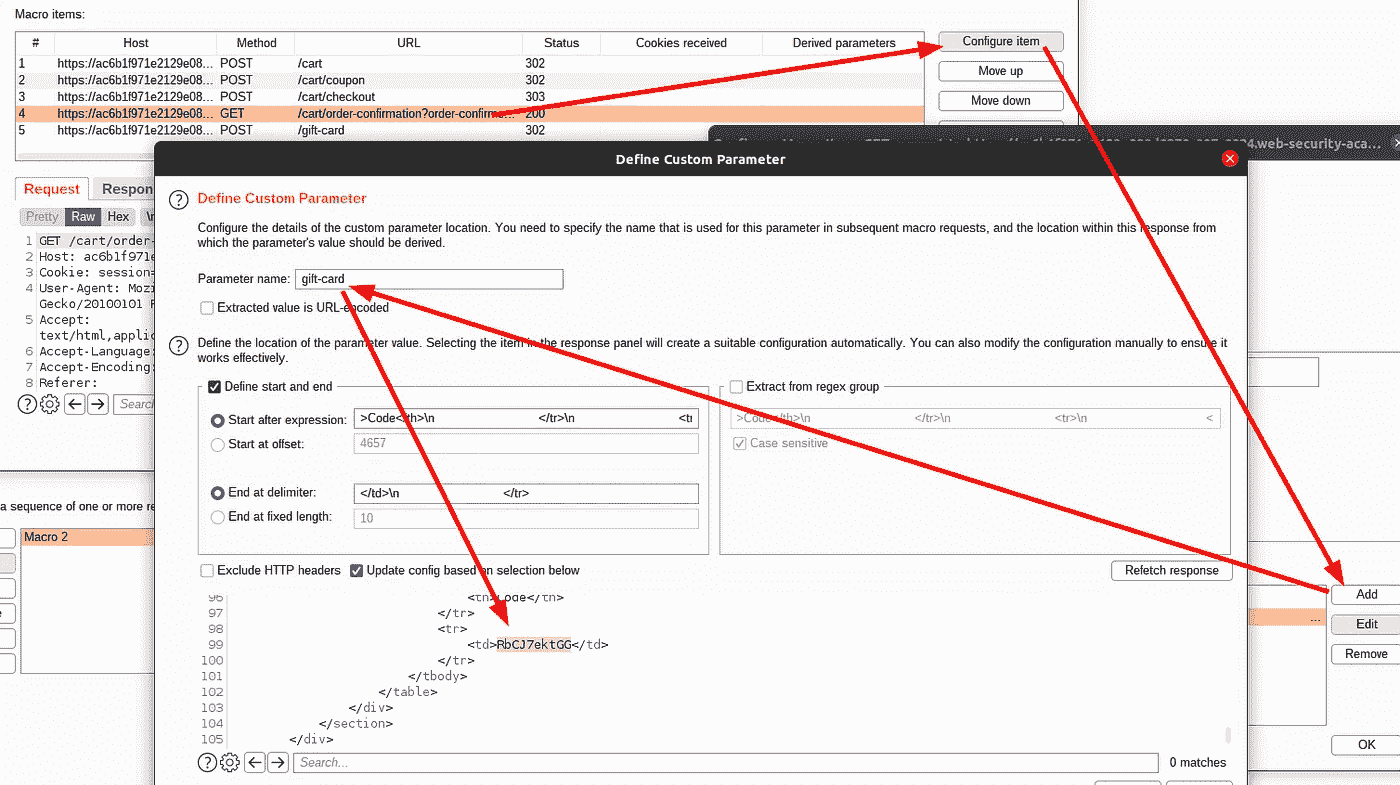 Macro items:
# Host Method URL Status Cookies received Derived parameters
1 https://ac6b1f971e2129e08... POST /cart 302
2 https://ac6b1f971e2129e08... POST /cart/coupon 302
3 https://ac6b1f971e2129e08... POST /cart/checkout 303
4 https://ac6b1f971e2129e08... GET /cart/order-confirmation?order-confirme... 200
5 https://ac6b1f971e2129e08... POST /gift-card 302
Configure item
Move up
Move down
.web-security-aca...
Define Custom Parameter
Request Respon
Pretty Raw Hex \n
1 GET /cart/order-
2 Host: ac6b1f971e
3 Cookie: session=
4 User-Agent: Mozi
Gecko/20100101 F
5 Accept:
text/html,applic
6 Accept-Language:
7 Accept-Encoding:
8 Referer:
Search
a sequence of one or more re
Macro 2
Define Custom Parameter
Configure the details of the custom parameter location. You need to specify the name that is used for this parameter in subsequent macro requests, and the location within this response from
which the parameter's value should be derived.
Parameter name: gift-card
Extracted value is URL-encoded
Define the location of the parameter value. Selecting the item in the response panel will create a suitable configuration automatically. You can also modify the configuration manually to ensure it
works effectively.
Define start and end
Start after expression: >Code</th>\n </tr>\n <tr
Start at offset: 4657
End at delimiter: </td>\n </tr>
End at fixed length: 10
Extract from regex group
>Code</th>\n </tr>\n <tr>\n <
Case sensitive
Exclude HTTP headers Update config based on selection below
Refetch response
96 <th>Code</th>
97 </tr>
98 <tr>
99 <td>RbCJ7ektGG</td>
100 </tr>
101 </tbody>
102 </table>
103 </div>
104 </section>
105 </div>
Search... 0 matches
Add
...
Edit
Remove
OK